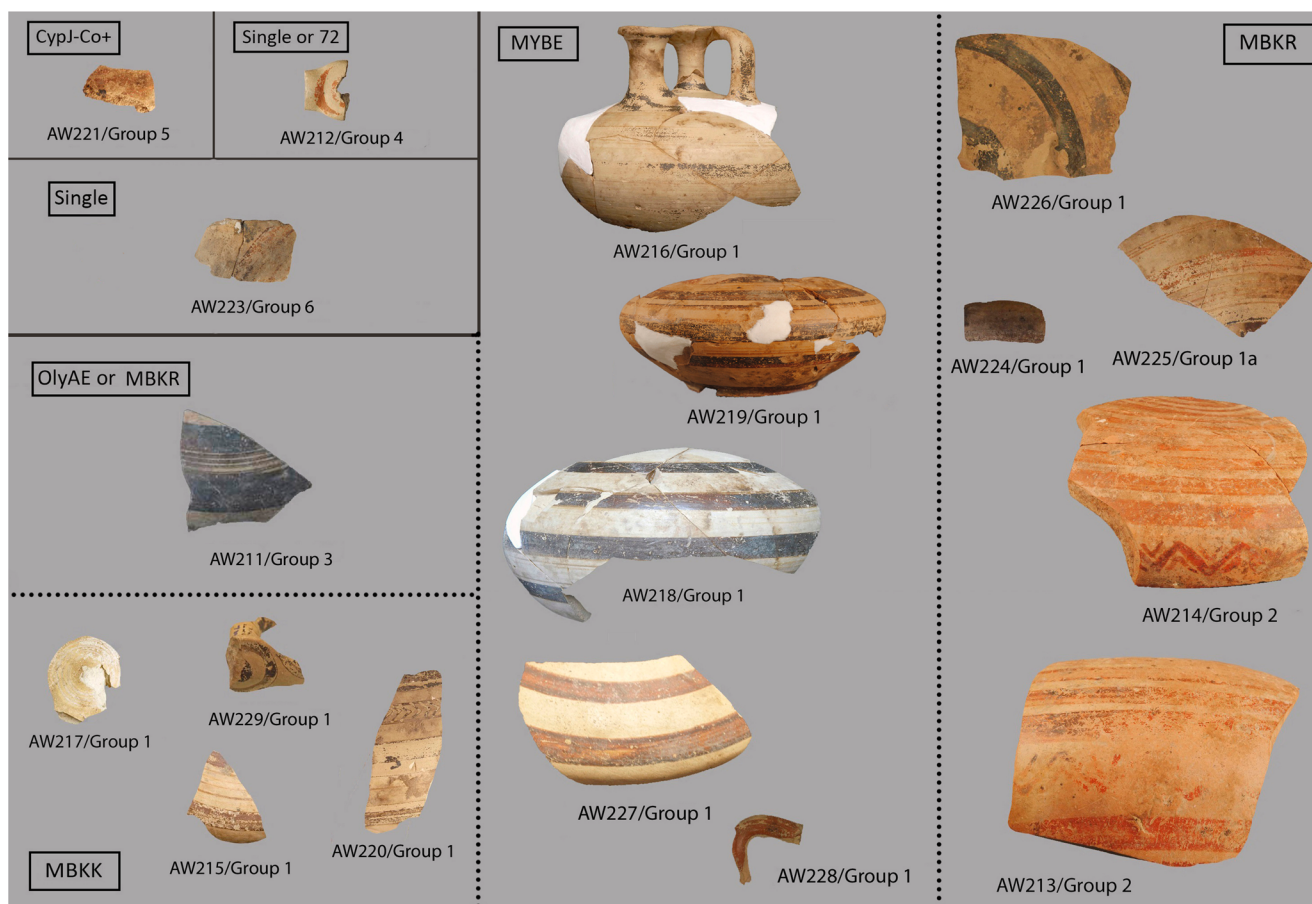 CypJ-Co+
AW221/Group 5
Single or 72
AW212/Group 4
Single
AW223/Group 6
OlyAE or MBKR
AW211/Group 3
AW217/Group 1
AW229/Group 1
AW215/Group 1
AW220/Group 1
MBKK
MYBE
AW216/Group 1
AW219/Group 1
AW218/Group 1
AW227/Group 1
AW228/Group 1
MBKR
AW226/Group 1
AW225/Group 1a
AW224/Group 1
AW214/Group 2
AW213/Group 2